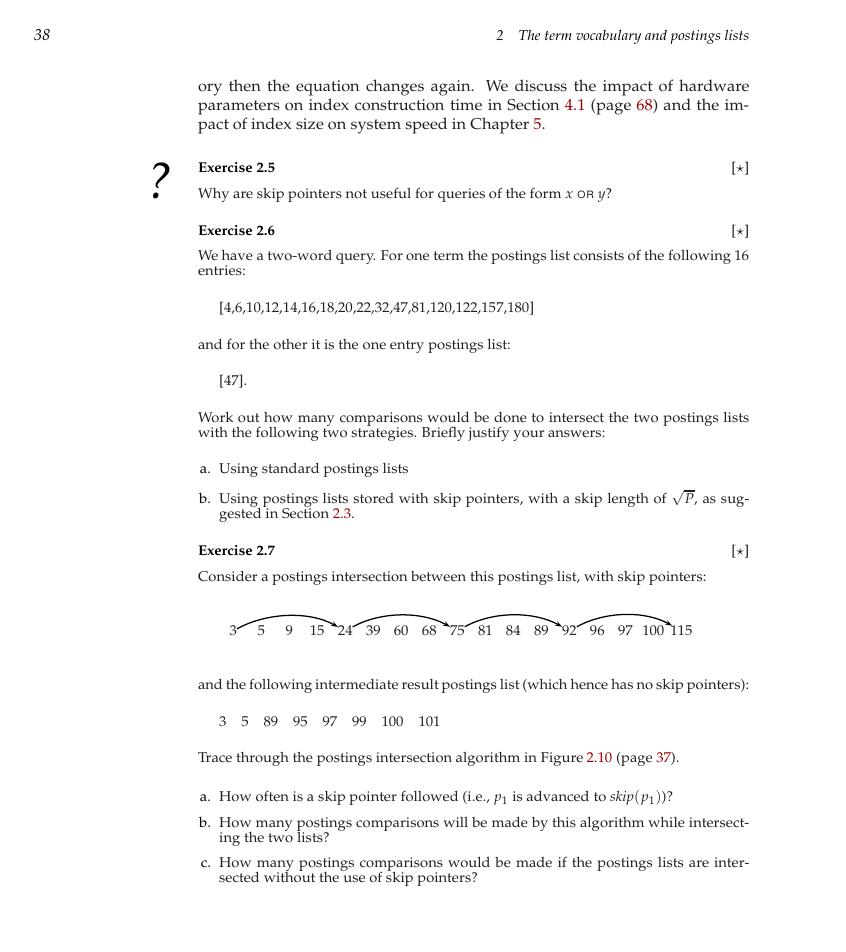 38
2 The term vocabulary and postings lists
ory then the equation changes again. We discuss the impact of hardware
parameters on index construction time in Section 4.1 (page 68) and the im-
pact of index size on system speed in Chapter 5.
?
Exercise 2.5 [⋆]
Why are skip pointers not useful for queries of the form x OR y?
Exercise 2.6 [⋆]
We have a two-word query. For one term the postings list consists of the following 16
entries:
[4,6,10,12,14,16,18,20,22,32,47,81,120,122,157,180]
and for the other it is the one entry postings list:
[47].
Work out how many comparisons would be done to intersect the two postings lists
with the following two strategies. Briefly justify your answers:
a. Using standard postings lists
b. Using postings lists stored with skip pointers, with a skip length of √P, as sug-
gested in Section 2.3.
Exercise 2.7 [⋆]
Consider a postings intersection between this postings list, with skip pointers:
3 5 9 15 24 39 60 68 75 81 84 89 92 96 97 100 115
and the following intermediate result postings list (which hence has no skip pointers):
3 5 89 95 97 99 100 101
Trace through the postings intersection algorithm in Figure 2.10 (page 37).
a. How often is a skip pointer followed (i.e., p₁ is advanced to skip(p₁))?
b. How many postings comparisons will be made by this algorithm while intersect-
ing the two lists?
c. How many postings comparisons would be made if the postings lists are inter-
sected without the use of skip pointers?